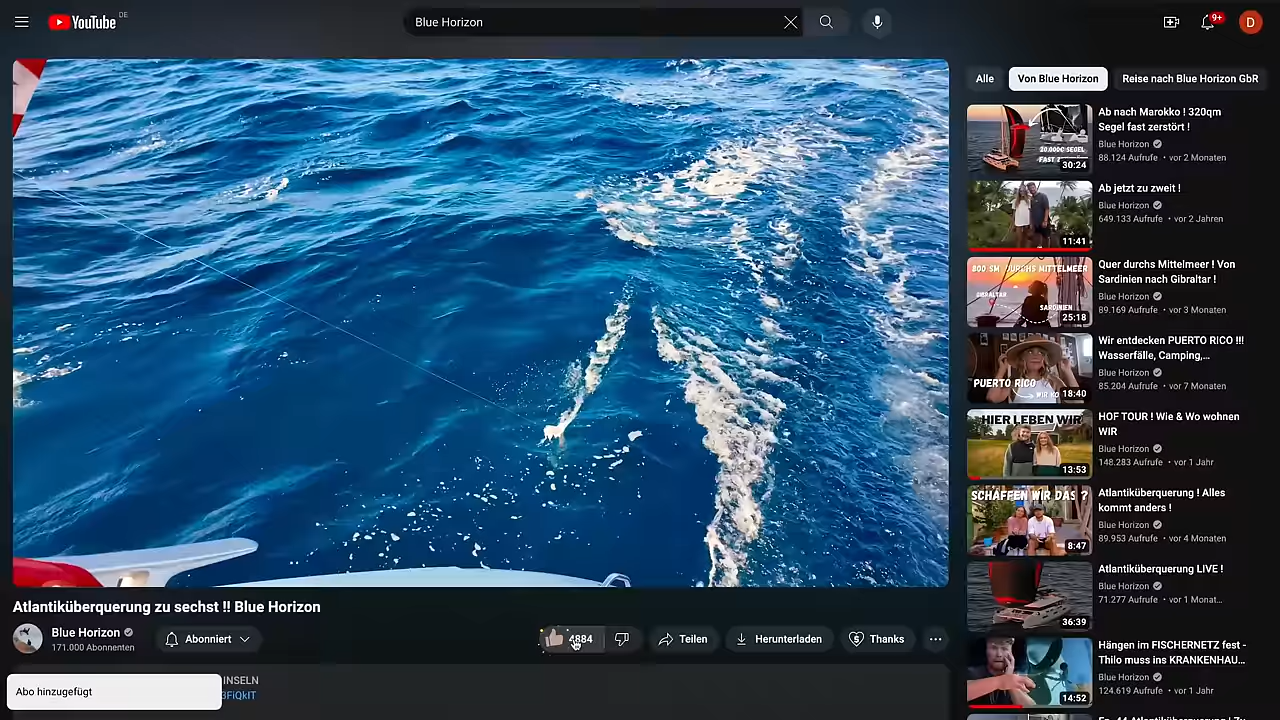 YouTube DE
Blue Horizon
9+
D
Alle
Von Blue Horizon
Reise nach Blue Horizon GbR
Ab nach Marokko ! 320qm
Segel fast zerstört !
Blue Horizon
88.124 Aufrufe • vor 2 Monaten
30:24
Ab jetzt zu zweit !
Blue Horizon
649.133 Aufrufe • vor 2 Jahren
11:41
800 SM DURCHS MITTELMEER
GIBRALTAR
SARDINIEN
25:18
Quer durchs Mittelmeer ! Von
Sardinien nach Gibraltar !
Blue Horizon
89.169 Aufrufe • vor 3 Monaten
PUERTO RICO
18:40
Wir entdecken PUERTO RICO !!!
Wasserfälle, Camping,...
Blue Horizon
85.204 Aufrufe • vor 7 Monaten
HIER LEBEN WIR
13:53
HOF TOUR ! Wie & Wo wohnen
WIR
Blue Horizon
148.283 Aufrufe • vor 1 Jahr
SCHAFFEN WIR DAS ?
8:47
Atlantiküberquerung ! Alles
kommt anders !
Blue Horizon
89.953 Aufrufe • vor 4 Monaten
36:39
Atlantiküberquerung LIVE !
Blue Horizon
71.277 Aufrufe • vor 1 Monat...
14:52
Hängen im FISCHERNETZ fest -
Thilo muss ins KRANKENHAU...
Blue Horizon
124.619 Aufrufe • vor 1 Jahr
Atlantiküberquerung zu sechst !! Blue Horizon
Blue Horizon
171.000 Abonnenten
Abonniert
4884
Teilen
Herunterladen
Thanks
INSELN
3FiQkIT
Abo hinzugefügt